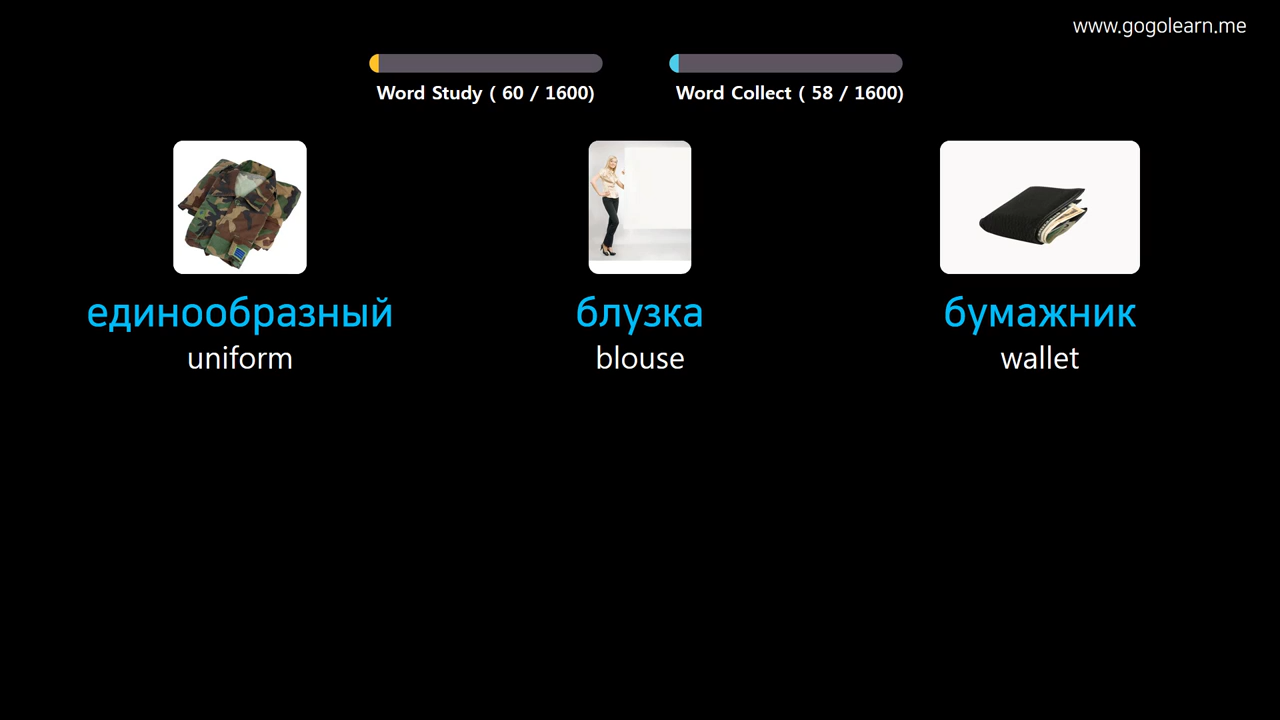 www.gogolearn.me
Word Study ( 60 / 1600)
Word Collect ( 58 / 1600)
единообразный
uniform
блузка
blouse
бумажник
wallet